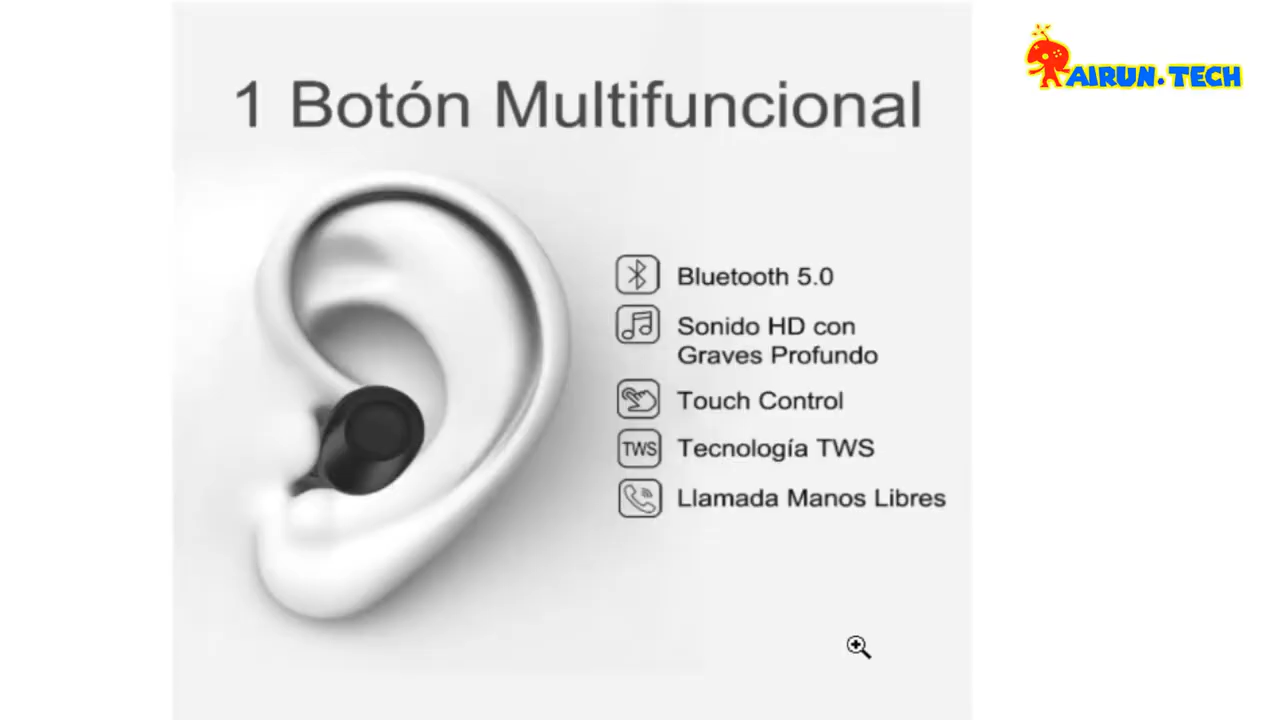 AIRUN.TECH
1 Botón Multifuncional
Bluetooth 5.0
Sonido HD con
Graves Profundo
Touch Control
TWS
Tecnología TWS
Llamada Manos Libres